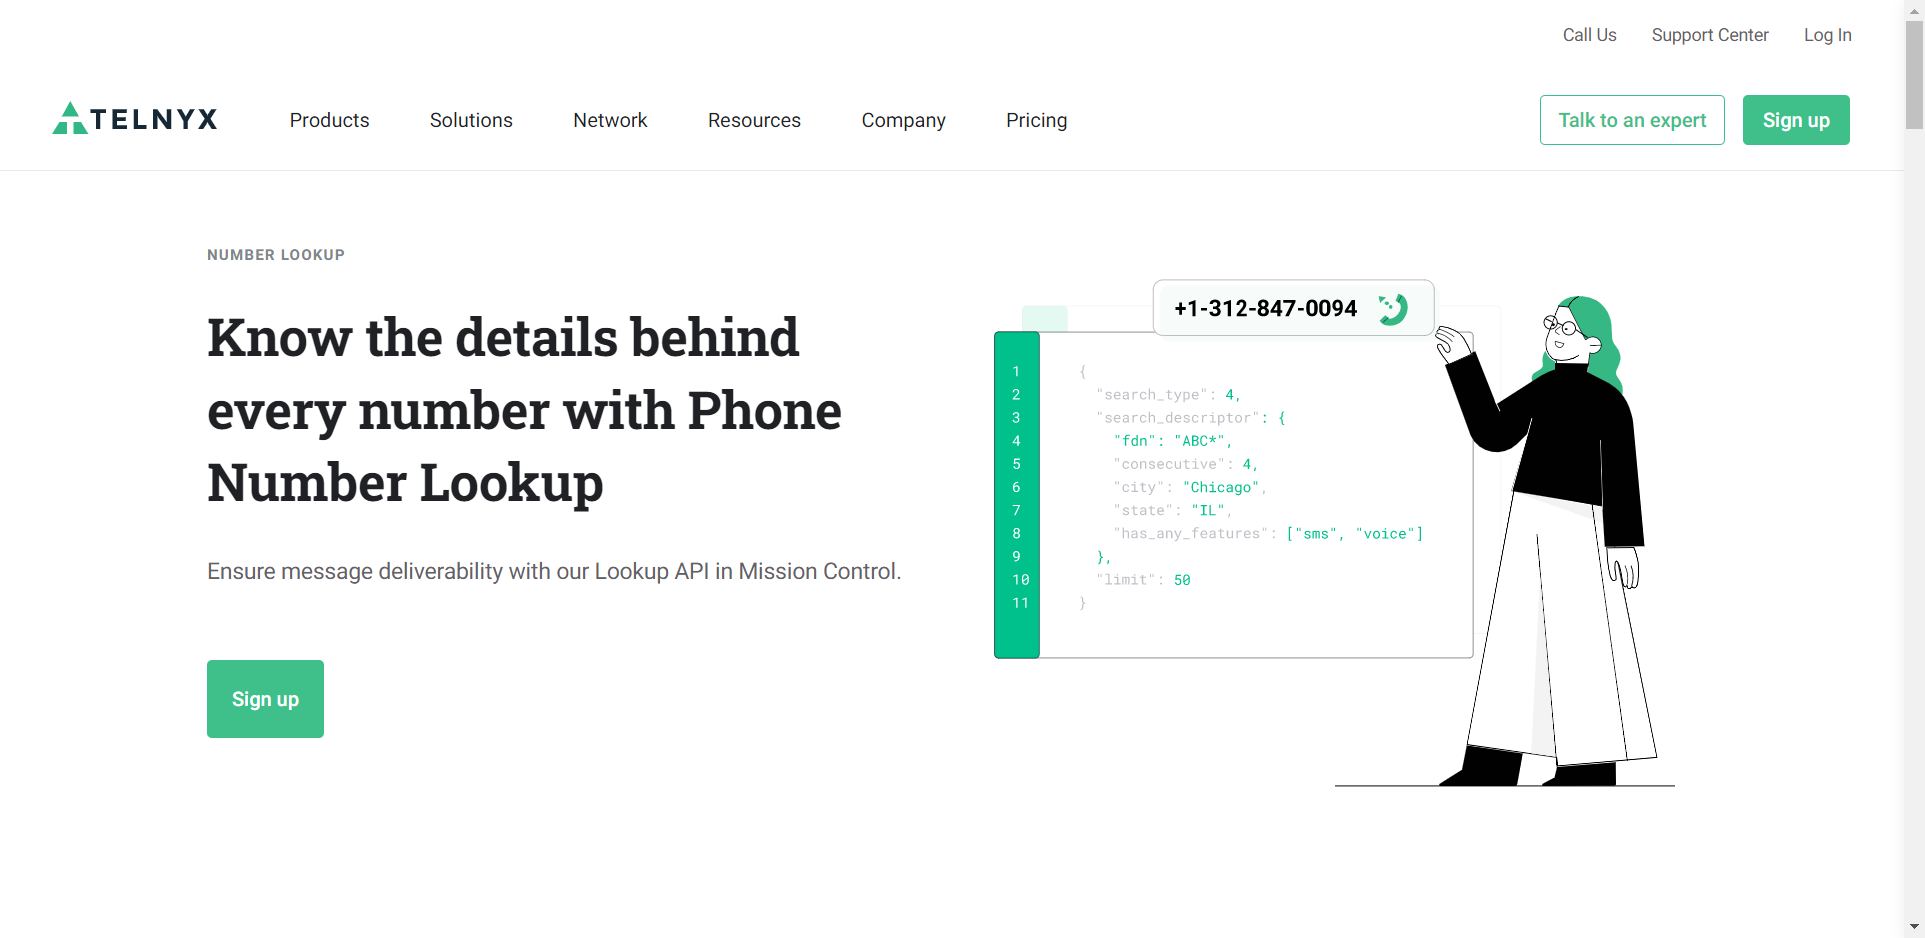 Call Us Support Center Log In
TELNYX Products Solutions Network Resources Company Pricing Talk to an expert Sign up
NUMBER LOOKUP
Know the details behind
every number with Phone
Number Lookup
Ensure message deliverability with our Lookup API in Mission Control.
Sign up
+1-312-847-0094
1 {
2 "search_type": 4,
3 "search_descriptor": {
4 "fdn": "ABC*",
5 "consecutive": 4,
6 "city": "Chicago",
7 "state": "IL",
8 "has_any_features": ["sms", "voice"]
9 },
10 "limit": 50
11 }